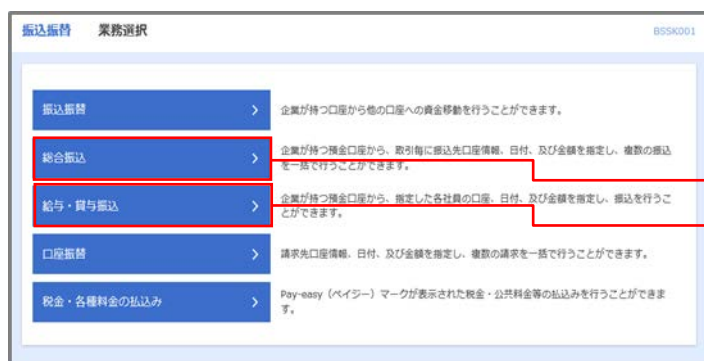 振込振替 業務選択 BSSK001
振込振替 企業が持つ口座から他の口座への資金移動を行うことができます。
総合振込 企業が持つ預金口座から、取引毎に振込先口座情報、日付、及び金額を指定し、複数の振込
を一括で行うことができます。
給与・賞与振込 企業が持つ預金口座から、指定した各社員の口座、日付、及び金額を指定し、振込を行うこ
とができます。
口座振替 請求先口座情報、日付、及び金額を指定し、複数の請求を一括で行うことができます。
税金・各種料金の払込み Pay-easy（ペイジー）マークが表示された税金・公共料金等の払込みを行うことができま
す。